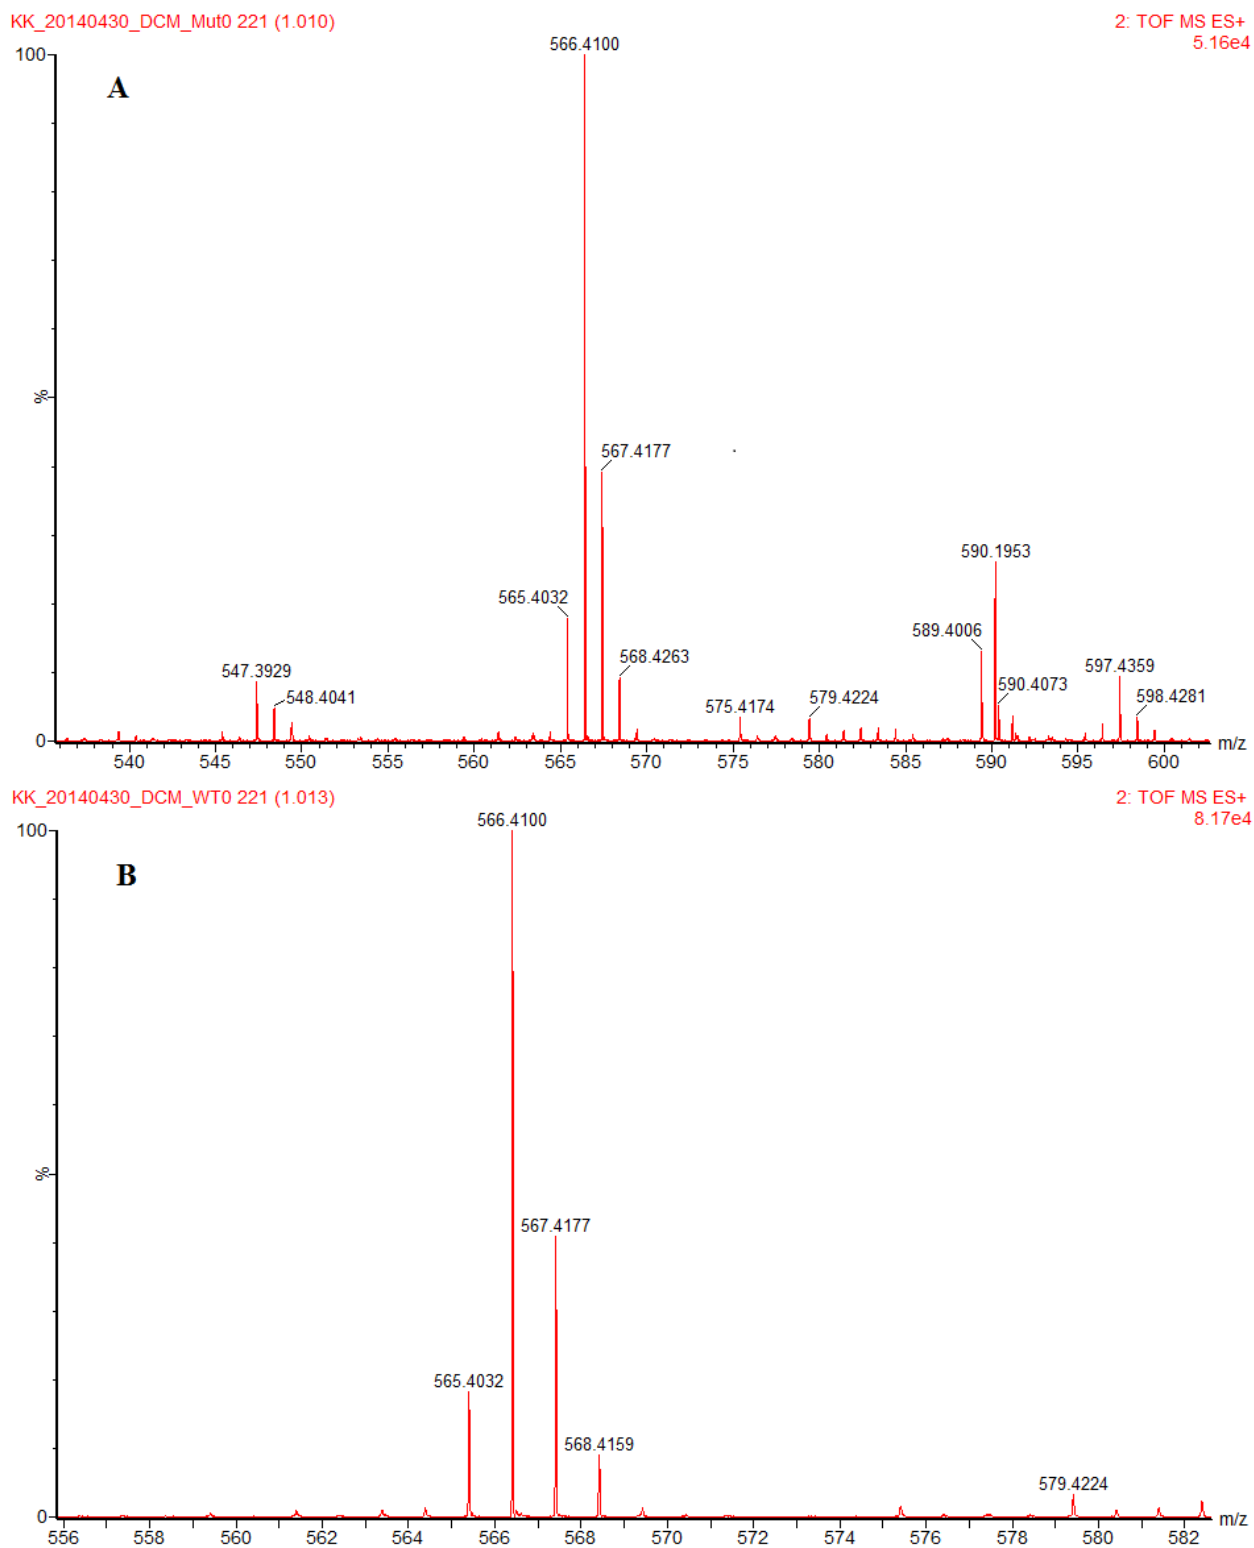 KK_20140430_DCM_Mut0 221 (1.010)
2: TOF MS ES+
5.16e4
A
100
%
0
566.4100
567.4177
565.4032
568.4263
547.3929
548.4041
575.4174
579.4224
590.1953
589.4006
590.4073
597.4359
598.4281
540 545 550 555 560 565 570 575 580 585 590 595 600 m/z
KK_20140430_DCM_WT0 221 (1.013)
2: TOF MS ES+
8.17e4
B
100
%
0
566.4100
567.4177
565.4032
568.4159
579.4224
556 558 560 562 564 566 568 570 572 574 576 578 580 582 m/z